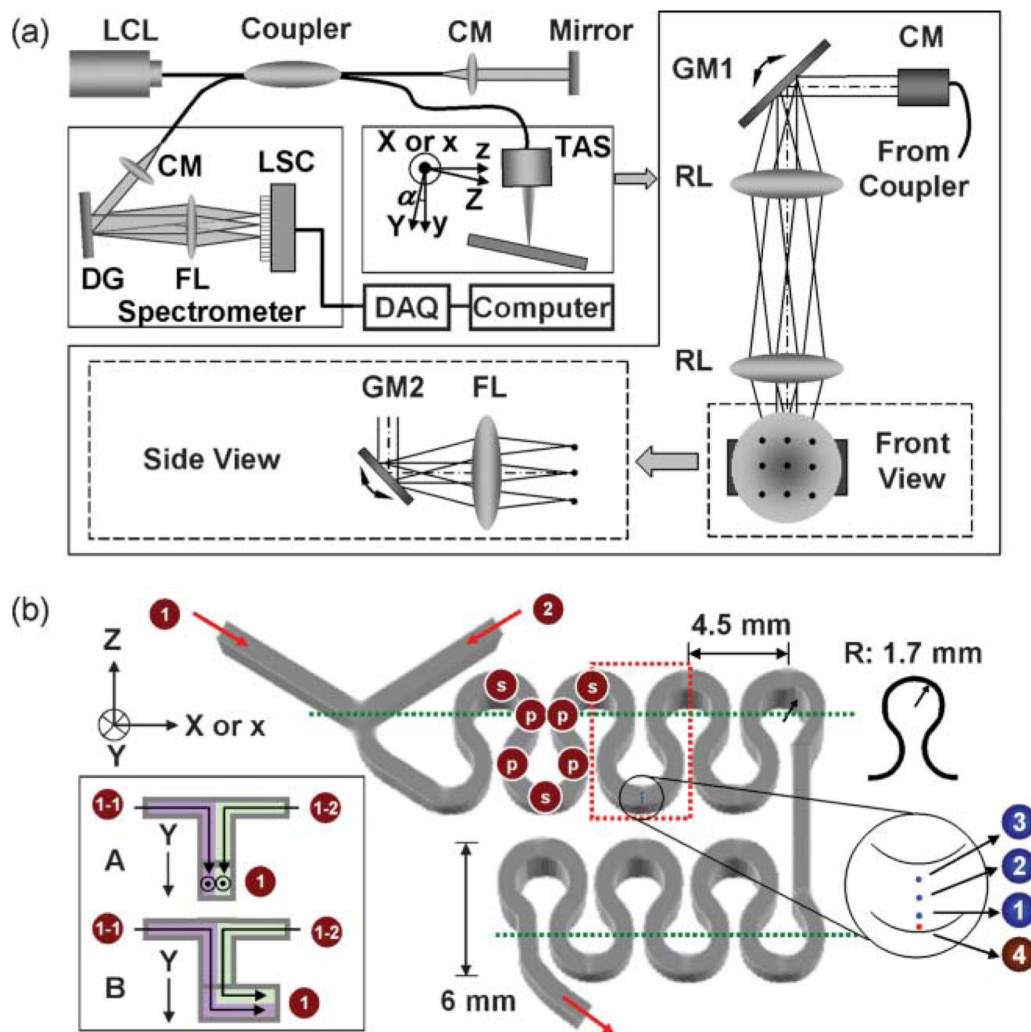 (a)
LCL
Coupler
CM
Mirror
GM1
CM
From
Coupler
RL
RL
CM
LSC
DG
FL
Spectrometer
X or x
z
Z
α
Y
y
TAS
DAQ
Computer
GM2
FL
Side View
Front
View
(b)
1
2
4.5 mm
R: 1.7 mm
Z
X or x
Y
s
s
p
p
p
p
s
1-1
1-2
Y
A
1
1-1
1-2
Y
B
1
6 mm
3
2
1
4